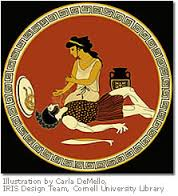 Illustration by Carla DeMello,
IRIS Design Team, Cornell University Library